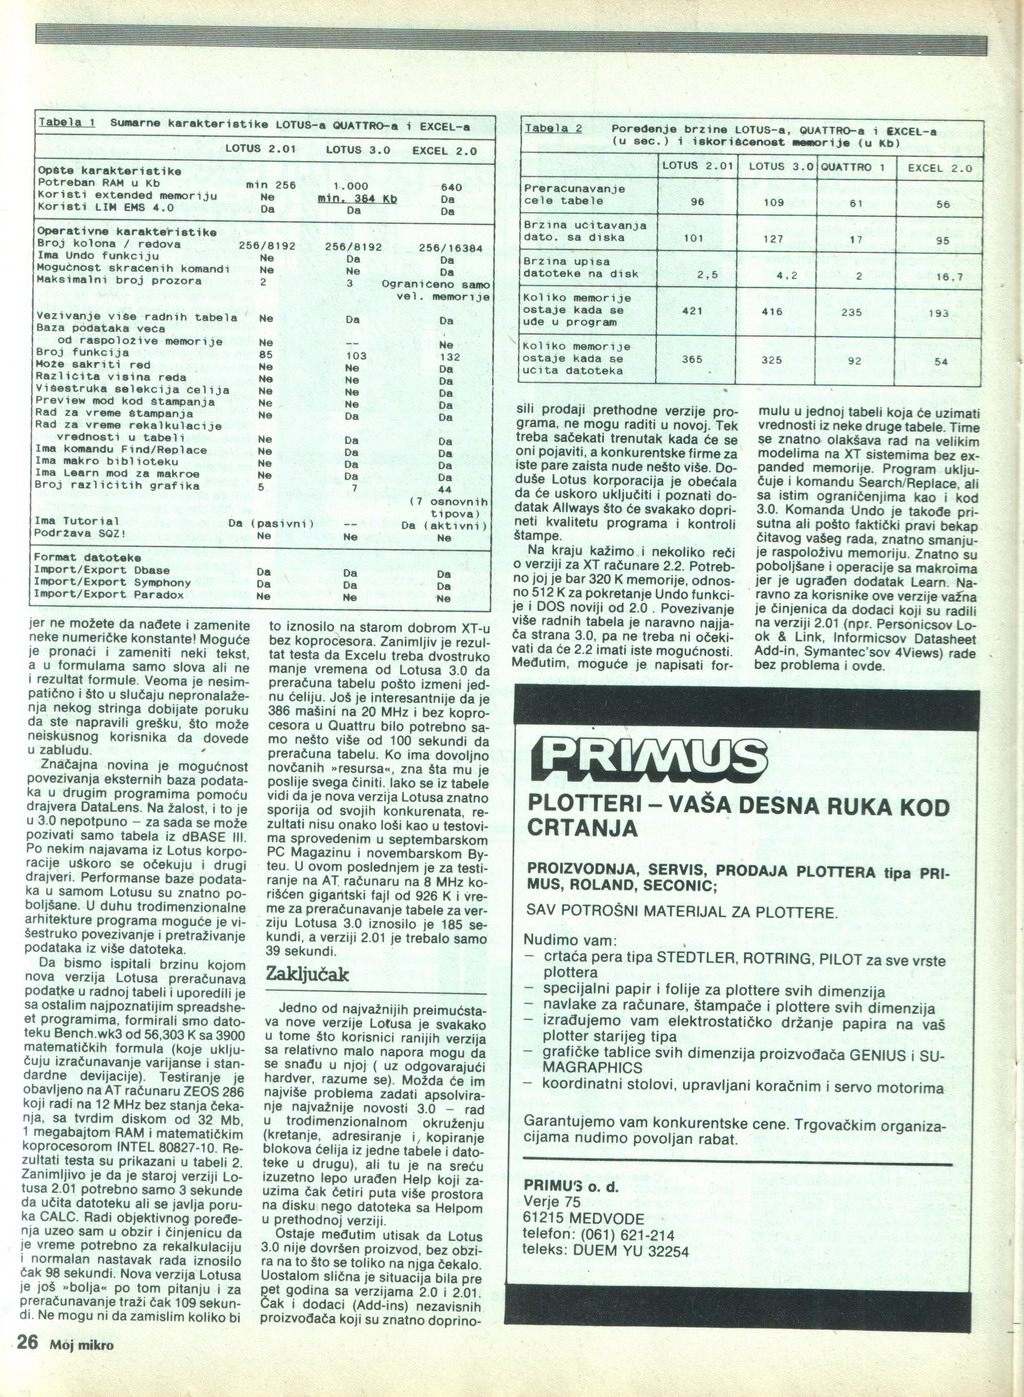 Tabela 1 Sumarne karakteristike LOTUS-a QUATTRO-a i EXCEL-a
LOTUS 2.01 LOTUS 3.0 EXCEL 2.0
Opšte karakteristike
Potreban RAM u Kb min 256 1.000 640
Koristi extended memoriju Ne min. 384 Kb Da
Koristi LIM EMS 4.0 Da Da Da
Operativne karakteristike
Broj kolona / redova 256/8192 256/8192 256/16384
Ima Undo funkciju Ne Da Da
Mogućnost skraćenih komandi Ne Ne Da
Maksimalni broj prozora 2 3 Ograniceno samo
vel. memorije
Vezivanje više radnih tabela Ne Da Da
Baza podataka veca
od raspolozive memorije Ne -- Ne
Broj funkcija 85 103 132
Može sakriti red Ne Ne Da
Razlicita visina reda Ne Ne Da
Višestruka selekcija ćelija Ne Ne Da
Preview mod kod štampanja Ne Ne Da
Rad za vreme štampanja Ne Da Da
Rad za vreme rekalkulacije
vrednosti u tabeli Ne Da Da
Ima komandu Find/Replace Ne Da Da
Ima makro biblioteku Ne Da Da
Ima Learn mod za makroe Ne Da Da
Broj različitih grafika 5 7 44
(7 osnovnih
tipova)
Ima Tutorial Da (pasivni) -- Da (aktivni)
Podržava SQZ! Ne Ne Ne
Format datoteke
Import/Export Dbase Da Da Da
Import/Export Symphony Da Da Da
Import/Export Paradox Ne Ne Ne
Tabela 2 Poređenje brzine LOTUS-a, QUATTRO-a i EXCEL-a
(u sec.) i iskorišćenost memorije (u Kb)
LOTUS 2.01 LOTUS 3.0 QUATTRO 1 EXCEL 2.0
Preracunavanje
cele tabele 96 109 61 56
Brzina ucitavanja
dato. sa diska 101 127 17 95
Brzina upisa
datoteke na disk 2,5 4,2 2 16,7
Koliko memorije
ostaje kada se
uđe u program 421 416 235 193
Koliko memorije
ostaje kada se
učita datoteka 365 325 92 54
jer ne možete da nađete i zamenite
neke numeričke konstante! Moguće
je pronaći i zameniti neki tekst,
a u formulama samo slova ali ne
i rezultat formule. Veoma je nesim-
patično i što u slučaju nepronalaže-
nja nekog stringa dobijate poruku
da ste napravili grešku, što može
neiskusnog korisnika da dovede
u zabludu.
Značajna novina je mogućnost
povezivanja eksternih baza podata-
ka u drugim programima pomoću
drajvera DataLens. Na žalost, i to je
u 3.0 nepotpuno – za sada se može
pozivati samo tabela iz dBASE III.
Po nekim najavama iz Lotus korpo-
racije uškoro se očekuju i drugi
drajveri. Performanse baze podata-
ka u samom Lotusu su znatno po-
boljšane. U duhu trodimenzionalne
arhitekture programa moguće je vi-
šestruko povezivanje i pretraživanje
podataka iz više datoteka.
Da bismo ispitali brzinu kojom
nova verzija Lotusa preračunava
podatke u radnoj tabeli i uporedili je
sa ostalim najpoznatijim spreadshe-
et programima, formirali smo dato-
teku Bench.wk3 od 56,303 K sa 3900
matematičkih formula (koje uklju-
čuju izračunavanje varijanse i stan-
dardne devijacije). Testiranje je
obavljeno na AT računaru ZEOS 286
koji radi na 12 MHz bez stanja čeka-
nja, sa tvrdim diskom od 32 Mb,
1 megabajtom RAM i matematičkim
koprocesorom INTEL 80827-10. Re-
zultati testa su prikazani u tabeli 2.
Zanimljivo je da je staroj verziji Lo-
tusa 2.01 potrebno samo 3 sekunde
da učita datoteku ali se javlja poru-
ka CALC. Radi objektivnog poređe-
nja uzeo sam u obzir i činjenicu da
je vreme potrebno za rekalkulaciju
i normalan nastavak rada iznosilo
čak 98 sekundi. Nova verzija Lotusa
je još »bolja« po tom pitanju i za
preračunavanje traži čak 109 sekun-
di. Ne mogu ni da zamislim koliko bi
to iznosilo na starom dobrom XT-u
bez koprocesora. Zanimljiv je rezul-
tat testa da Excelu treba dvostruko
manje vremena od Lotusa 3.0 da
preračuna tabelu pošto izmeni jed-
nu ćeliju. Još je interesantnije da je
386 mašini na 20 MHz i bez kopro-
cesora u Quattru bilo potrebno sa-
mo nešto više od 100 sekundi da
preračuna tabelu. Ko ima dovoljno
novčanih »resursa«, zna šta mu je
poslije svega činiti. Iako se iz tabele
vidi da je nova verzija Lotusa znatno
sporija od svojih konkurenata, re-
zultati nisu onako loši kao u testovi-
ma sprovedenim u septembarskom
PC Magazinu i novembarskom By-
teu. U ovom poslednjem je za testi-
ranje na AT računaru na 8 MHz ko-
rišćen gigantski fajl od 926 K i vre-
me za preračunavanje tabele za ver-
ziju Lotusa 3.0 iznosilo je 185 se-
kundi, a verziji 2.01 je trebalo samo
39 sekundi.
Zaključak
Jedno od najvažnijih preimućsta-
va nove verzije Lotusa je svakako
u tome što korisnici ranijih verzija
sa relativno malo napora mogu da
se snađu u njoj ( uz odgovarajući
hardver, razume se). Možda će im
najviše problema zadati apsolvira-
nje najvažnije novosti 3.0 – rad
u trodimenzionalnom okruženju
(kretanje, adresiranje i kopiranje
blokova ćelija iz jedne tabele i dato-
teke u drugu), ali tu je na sreću
izuzetno lepo urađen Help koji za-
uzima čak četiri puta više prostora
na disku nego datoteka sa Helpom
u prethodnoj verziji.
Ostaje međutim utisak da Lotus
3.0 nije dovršen proizvod, bez obzi-
ra na to što se toliko na njga čekalo.
Uostalom slična je situacija bila pre
pet godina sa verzijama 2.0 i 2.01.
Čak i dodaci (Add-ins) nezavisnih
proizvođača koji su znatno doprino-
sili prodaji prethodne verzije pro-
grama, ne mogu raditi u novoj. Tek
treba sačekati trenutak kada će se
oni pojaviti, a konkurentske firme za
iste pare zaista nude nešto više. Do-
duše Lotus korporacija je obećala
da će uskoro uključiti i poznati do-
datak Allways što će svakako dopri-
neti kvalitetu programa i kontroli
štampe.
Na kraju kažimo i nekoliko reči
o verziji za XT računare 2.2. Potreb-
no joj je bar 320 K memorije, odnos-
no 512 K za pokretanje Undo funkci-
je i DOS noviji od 2.0 . Povezivanje
više radnih tabela je naravno najja-
ča strana 3.0, pa ne treba ni očeki-
vati da će 2.2 imati iste mogućnosti.
Međutim, moguće je napisati for-
mulu u jednoj tabeli koja će uzimati
vrednosti iz neke druge tabele. Time
se znatno olakšava rad na velikim
modelima na XT sistemima bez ex-
panded memorije. Program uklju-
čuje i komandu Search/Replace, ali
sa istim ograničenjima kao i kod
3.0. Komanda Undo je takođe pri-
sutna ali pošto faktički pravi bekap
čitavog vašeg rada, znatno smanju-
je raspoloživu memoriju. Znatno su
poboljšane i operacije sa makroima
jer je ugrađen dodatak Learn. Na-
ravno za korisnike ove verzije važna
je činjenica da dodaci koji su radili
na verziji 2.01 (npr. Personicsov Lo-
ok & Link, Informicsov Datasheet
Add-in, Symantec'sov 4Views) rade
bez problema i ovde.
PRIMUS
PLOTTERI – VAŠA DESNA RUKA KOD
CRTANJA
PROIZVODNJA, SERVIS, PRODAJA PLOTTERA tipa PRI-
MUS, ROLAND, SECONIC;
SAV POTROŠNI MATERIJAL ZA PLOTTERE.
Nudimo vam:
– crtaća pera tipa STEDTLER, ROTRING, PILOT za sve vrste
plottera
– specijalni papir i folije za plottere svih dimenzija
– navlake za računare, štampače i plottere svih dimenzija
– izrađujemo vam elektrostatičko držanje papira na vaš
plotter starijeg tipa
– grafičke tablice svih dimenzija proizvođača GENIUS i SU-
MAGRAPHICS
– koordinatni stolovi, upravljani koračnim i servo motorima
Garantujemo vam konkurentske cene. Trgovačkim organiza-
cijama nudimo povoljan rabat.
PRIMUS o. d.
Verje 75
61215 MEDVODE
telefon: (061) 621-214
teleks: DUEM YU 32254
26 Moj mikro